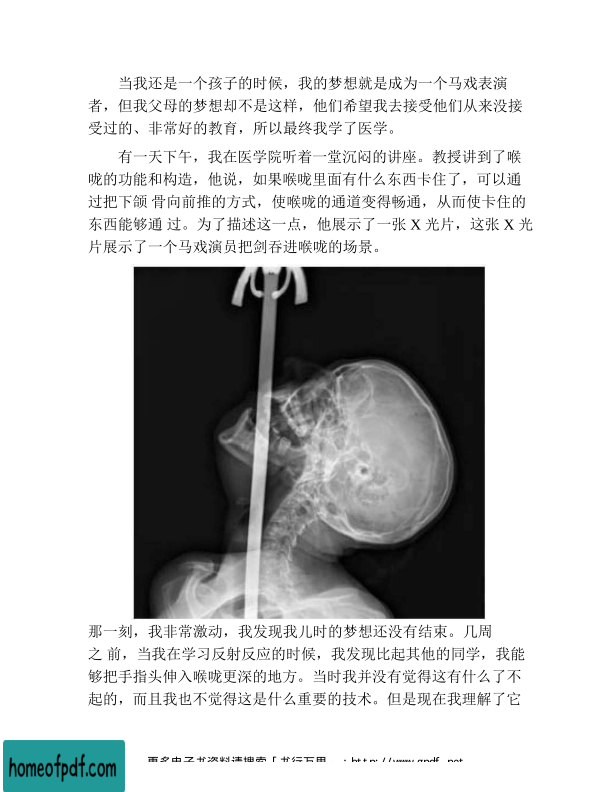 当我还是一个孩子的时候，我的梦想就是成为一个马戏表演
者，但我父母的梦想却不是这样，他们希望我去接受他们从来没接
受过的、非常好的教育，所以最终我学了医学。
有一天下午，我在医学院听着一堂沉闷的讲座。教授讲到了喉
咙的功能和构造，他说，如果喉咙里面有什么东西卡住了，可以通
过把下颌 骨向前推的方式，使喉咙的通道变得畅通，从而使卡住的
东西能够通 过。为了描述这一点，他展示了一张 X 光片，这张 X 光
片展示了一个马戏演员把剑吞进喉咙的场景。
那一刻，我非常激动，我发现我儿时的梦想还没有结束。几周
之 前，当我在学习反射反应的时候，我发现比起其他的同学，我能
够把手指头伸入喉咙更深的地方。当时我并没有觉得这有什么了不
起的，而且我也不觉得这是什么重要的技术。但是现在我理解了它
更多电子书资料请搜索「书行万里
homeofpdf.com